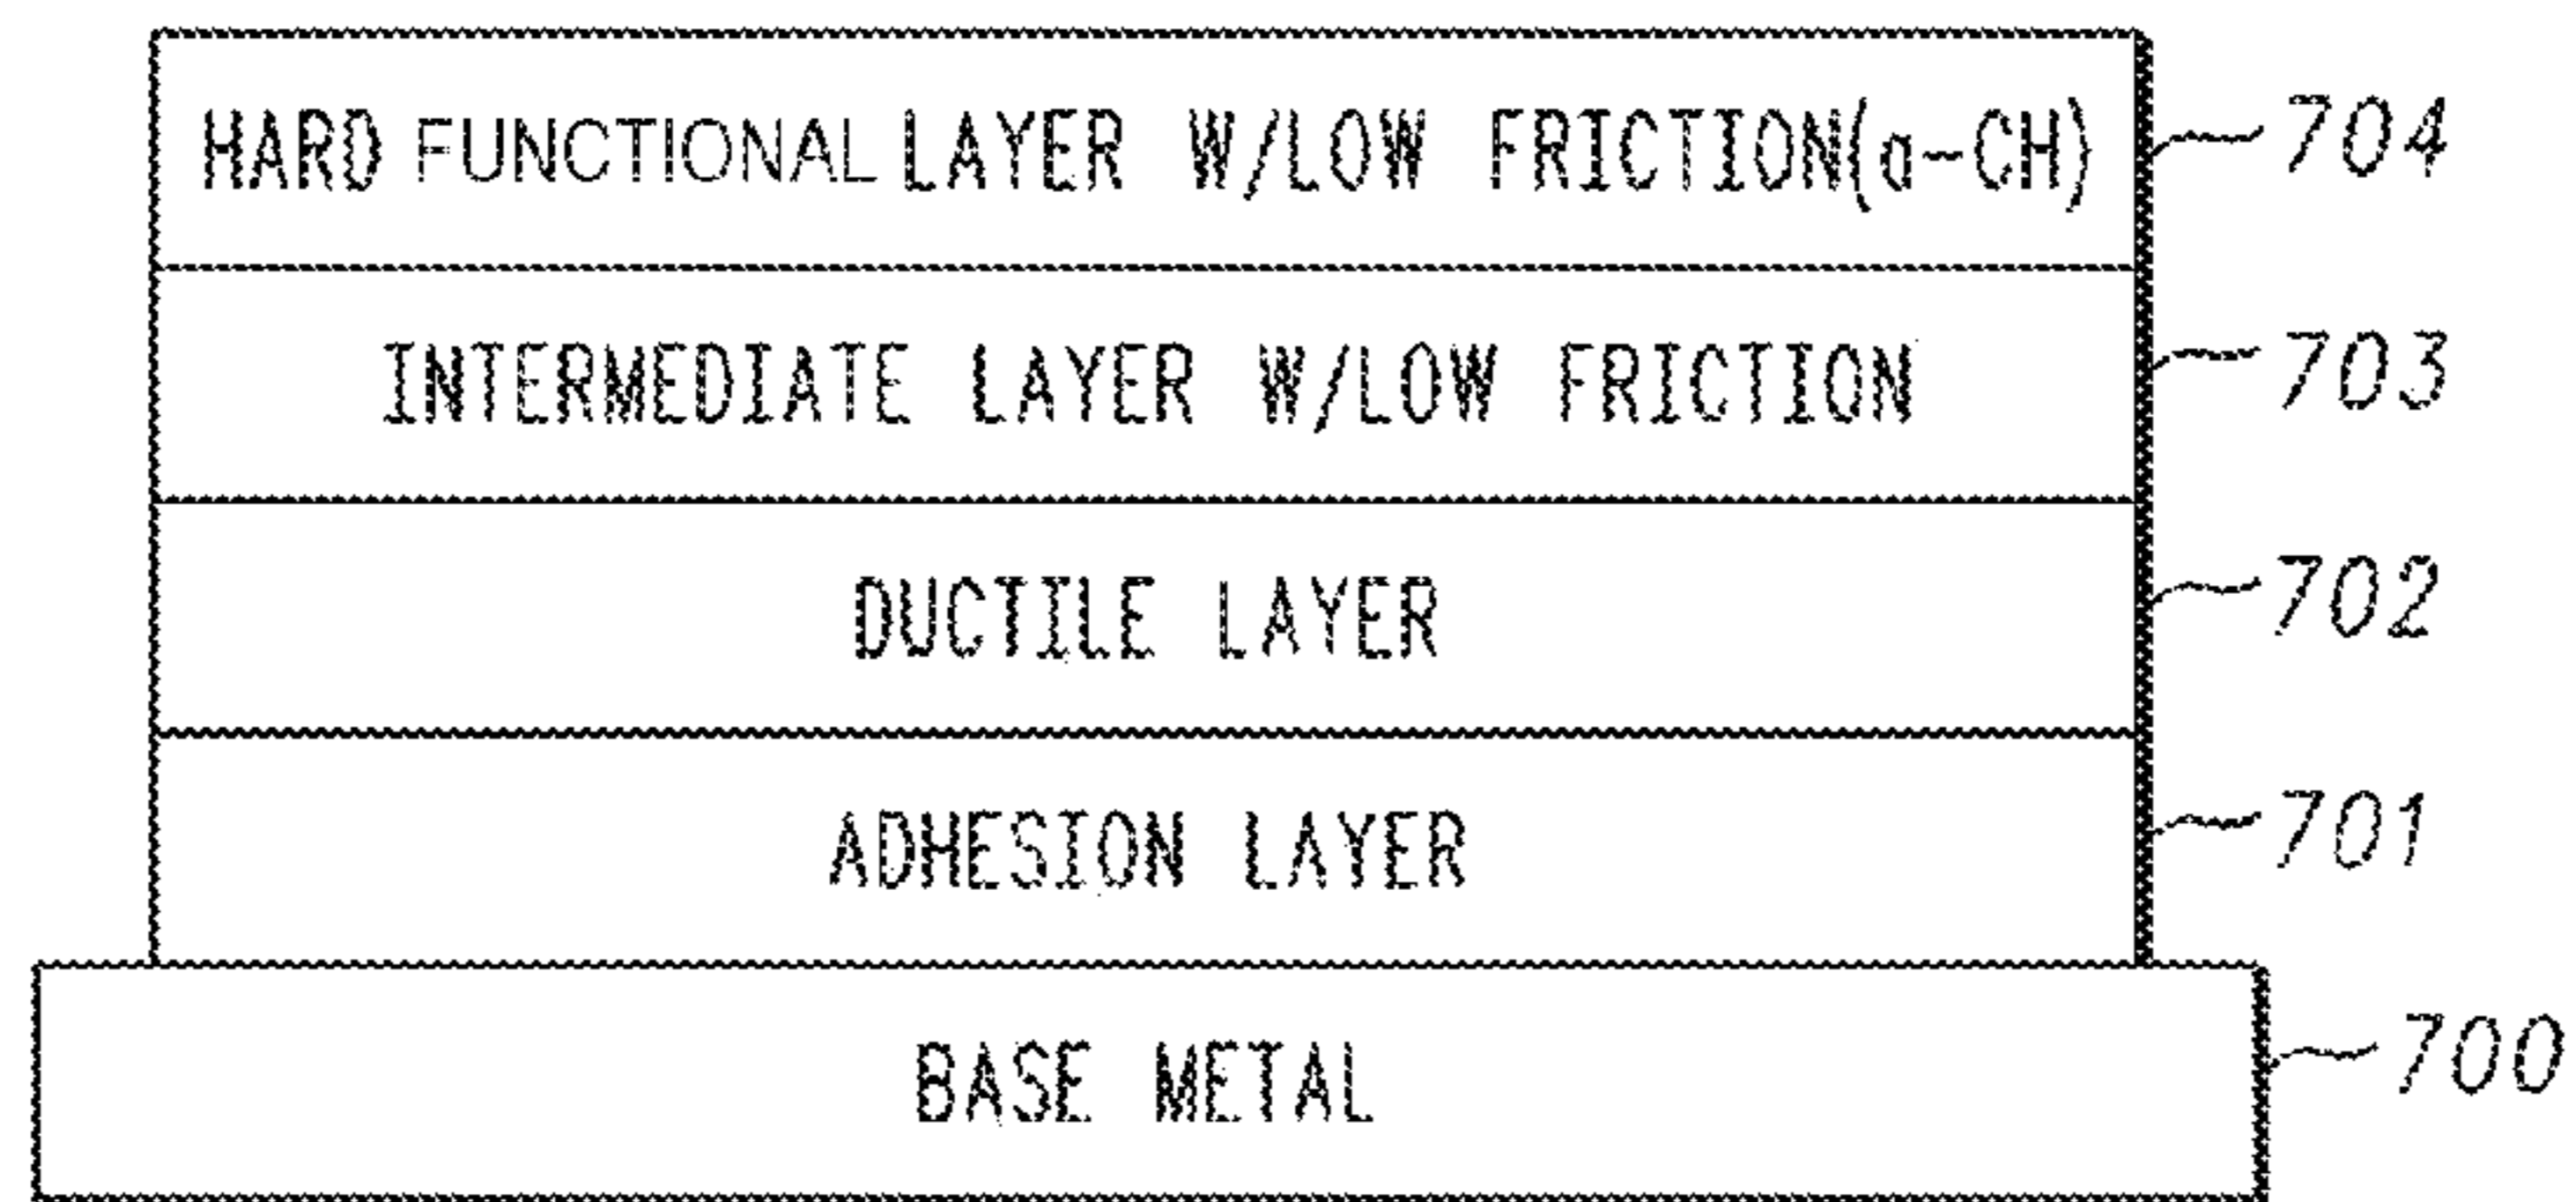 HARD FUNCTIONAL LAYER W/LOW FRICTION(a-CH) 704
INTERMEDIATE LAYER W/LOW FRICTION 703
DUCTILE LAYER 702
ADHESION LAYER 701
BASE METAL 700